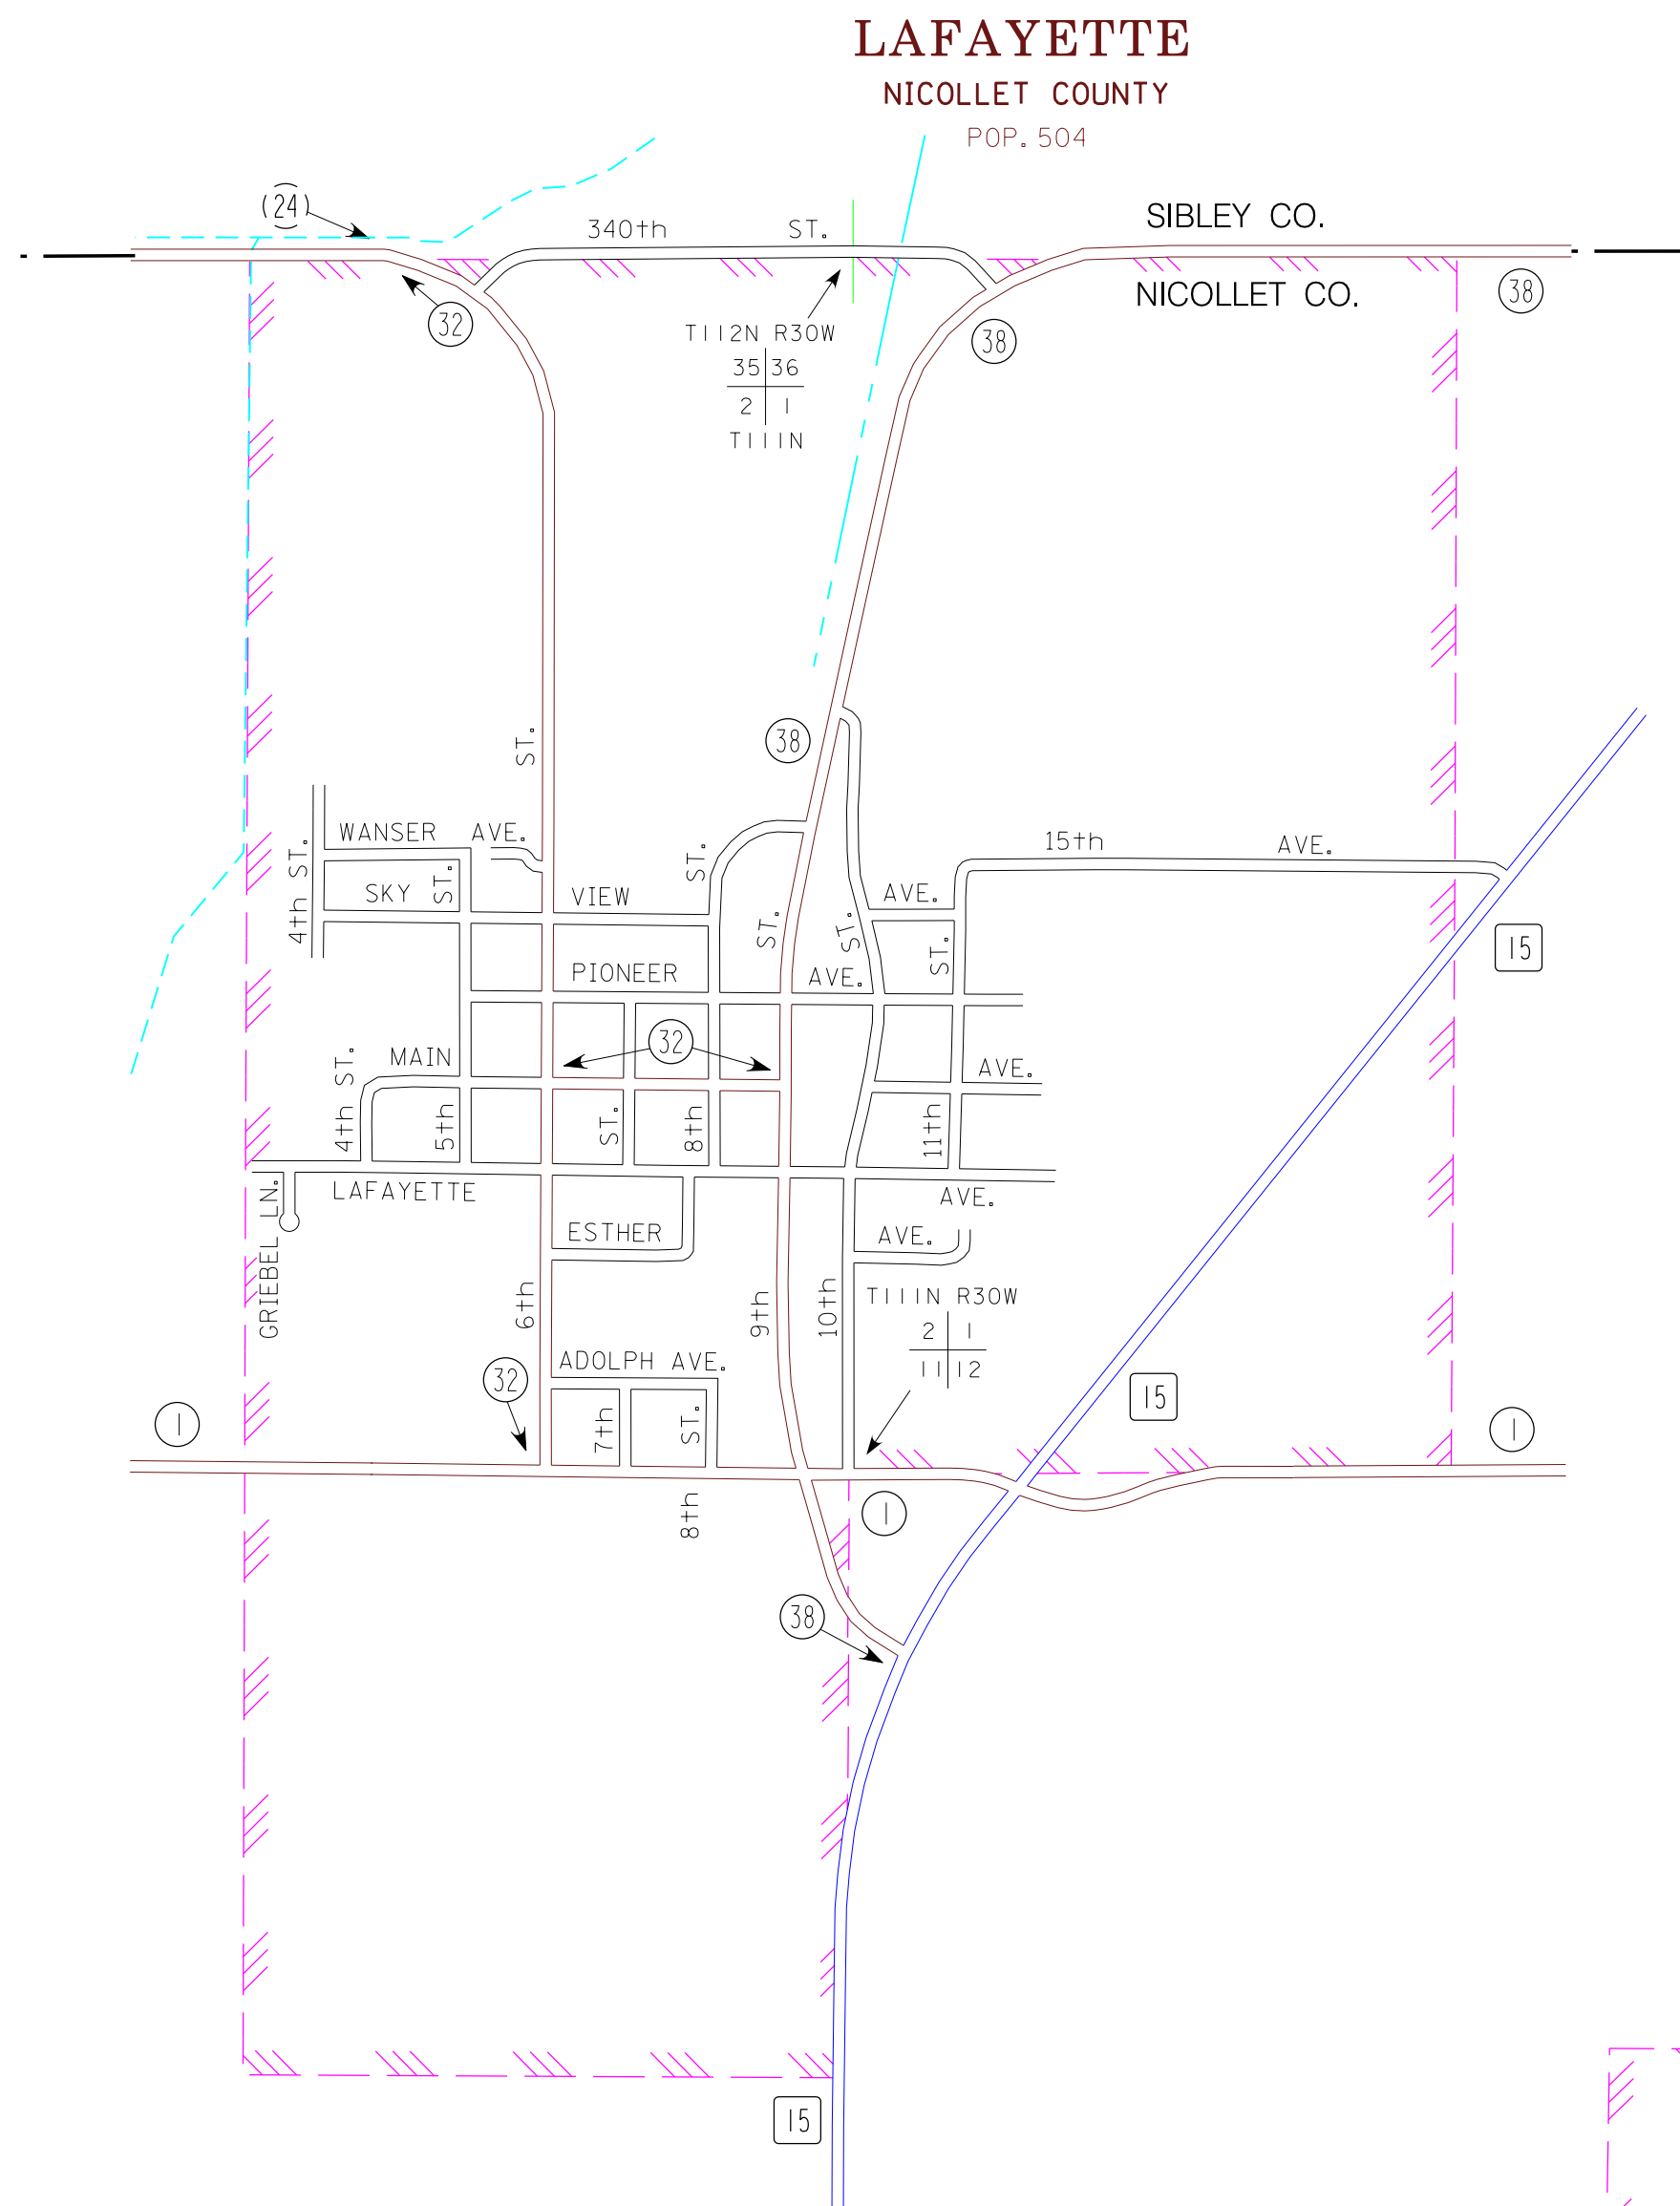 LAFAYETTE
NICOLLET COUNTY
POP. 504
(24)
340th ST.
SIBLEY CO.
NICOLLET CO.
38
32
38
T112N R30W
35 36
2 1
T111N
ST.
38
WANSER AVE.
4th ST.
SKY VIEW AVE.
ST.
ST.
15th AVE.
15
ST.
ST.
ST.
PIONEER AVE.
32
MAIN AVE.
4th ST.
5th
ST.
8th
11th
LAFAYETTE AVE.
GRIEBEL LN.
ESTHER AVE.
6th
9th
10th
T111N R30W
2 1
11 12
ADOLPH AVE.
32
7th
ST.
15
1
1
8th
1
38
15